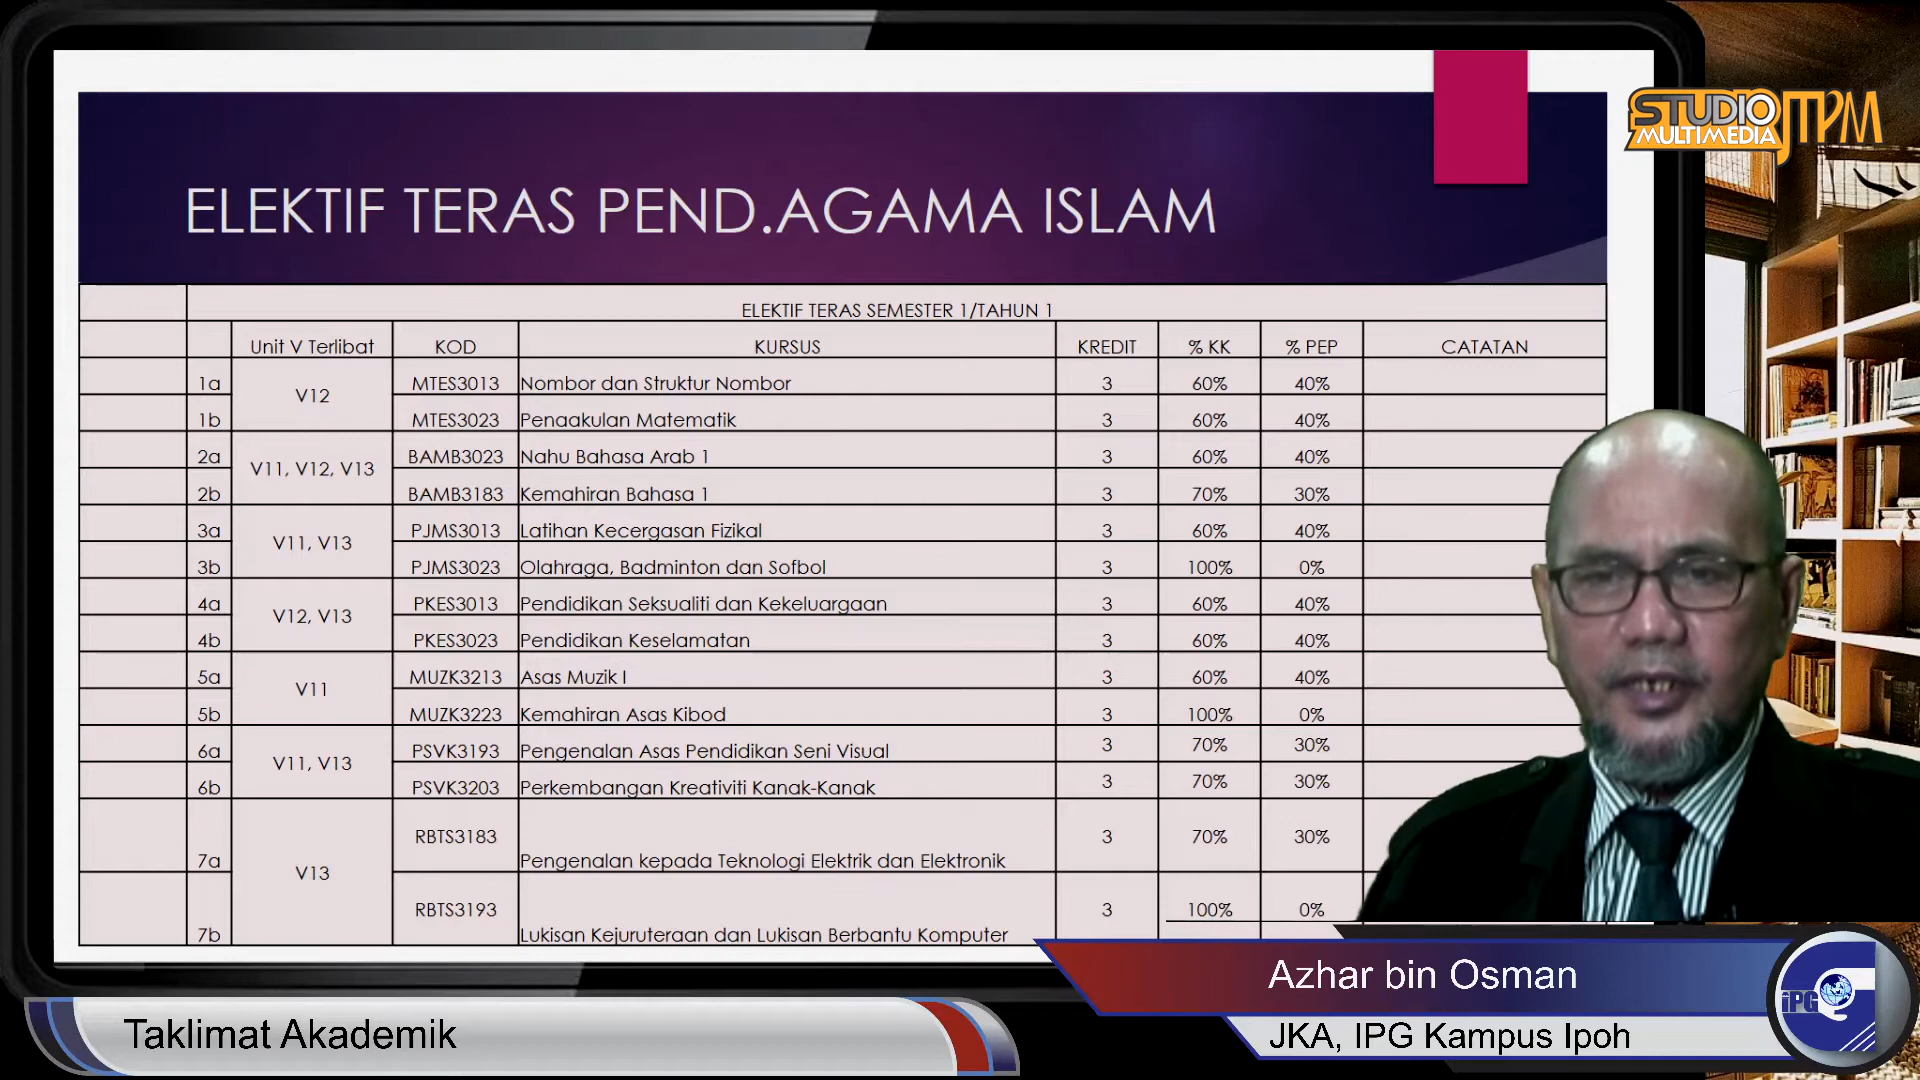 STUDIO
MULTIMEDIA JTPM
ELEKTIF TERAS PEND.AGAMA ISLAM
ELEKTIF TERAS SEMESTER 1/TAHUN 1
Unit V Terlibat KOD KURSUS KREDIT % KK % PEP CATATAN
1a V12 MTES3013 Nombor dan Struktur Nombor 3 60% 40%
1b MTES3023 Penaakulan Matematik 3 60% 40%
2a V11, V12, V13 BAMB3023 Nahu Bahasa Arab 1 3 60% 40%
2b BAMB3183 Kemahiran Bahasa 1 3 70% 30%
3a V11, V13 PJMS3013 Latihan Kecergasan Fizikal 3 60% 40%
3b PJMS3023 Olahraga, Badminton dan Sofbol 3 100% 0%
4a V12, V13 PKES3013 Pendidikan Seksualiti dan Kekeluargaan 3 60% 40%
4b PKES3023 Pendidikan Keselamatan 3 60% 40%
5a V11 MUZK3213 Asas Muzik I 3 60% 40%
5b MUZK3223 Kemahiran Asas Kibod 3 100% 0%
6a V11, V13 PSVK3193 Pengenalan Asas Pendidikan Seni Visual 3 70% 30%
6b PSVK3203 Perkembangan Kreativiti Kanak-Kanak 3 70% 30%
7a V13 RBTS3183 Pengenalan kepada Teknologi Elektrik dan Elektronik 3 70% 30%
7b RBTS3193 Lukisan Kejuruteraan dan Lukisan Berbantu Komputer 3 100% 0%
Azhar bin Osman
JKA, IPG Kampus Ipoh
iPG
Taklimat Akademik